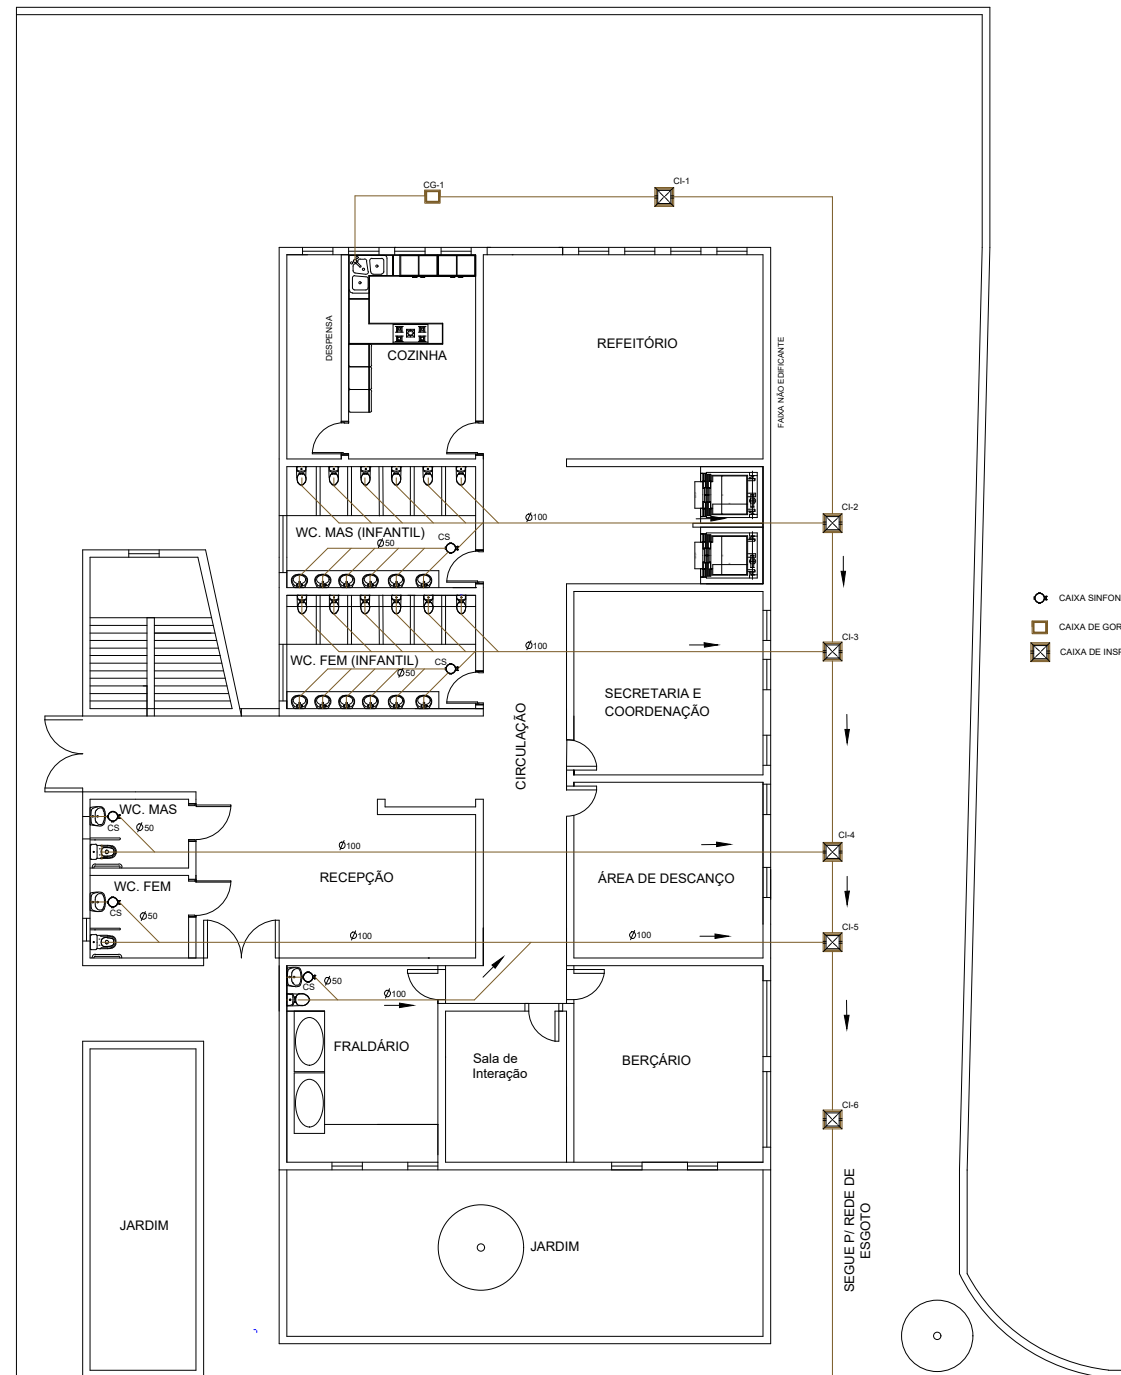 CG-1
CI-1
DESPENSA
COZINHA
REFEITÓRIO
FAIXA NÃO EDIFICANTE
CI-2
Ø100
WC. MAS (INFANTIL)
CS
Ø50
CAIXA SINFON
CAIXA DE GOR
CAIXA DE INSP
CI-3
Ø100
WC. FEM (INFANTIL)
CS
Ø50
SECRETARIA E
COORDENAÇÃO
CIRCULAÇÃO
WC. MAS
CS
Ø50
Ø100
CI-4
RECEPÇÃO
ÁREA DE DESCANÇO
WC. FEM
CS
Ø50
Ø100
Ø100
CI-5
CS
Ø50
Ø100
FRALDÁRIO
Sala de
Interação
BERÇÁRIO
CI-6
SEGUE P/ REDE DE
ESGOTO
JARDIM
JARDIM